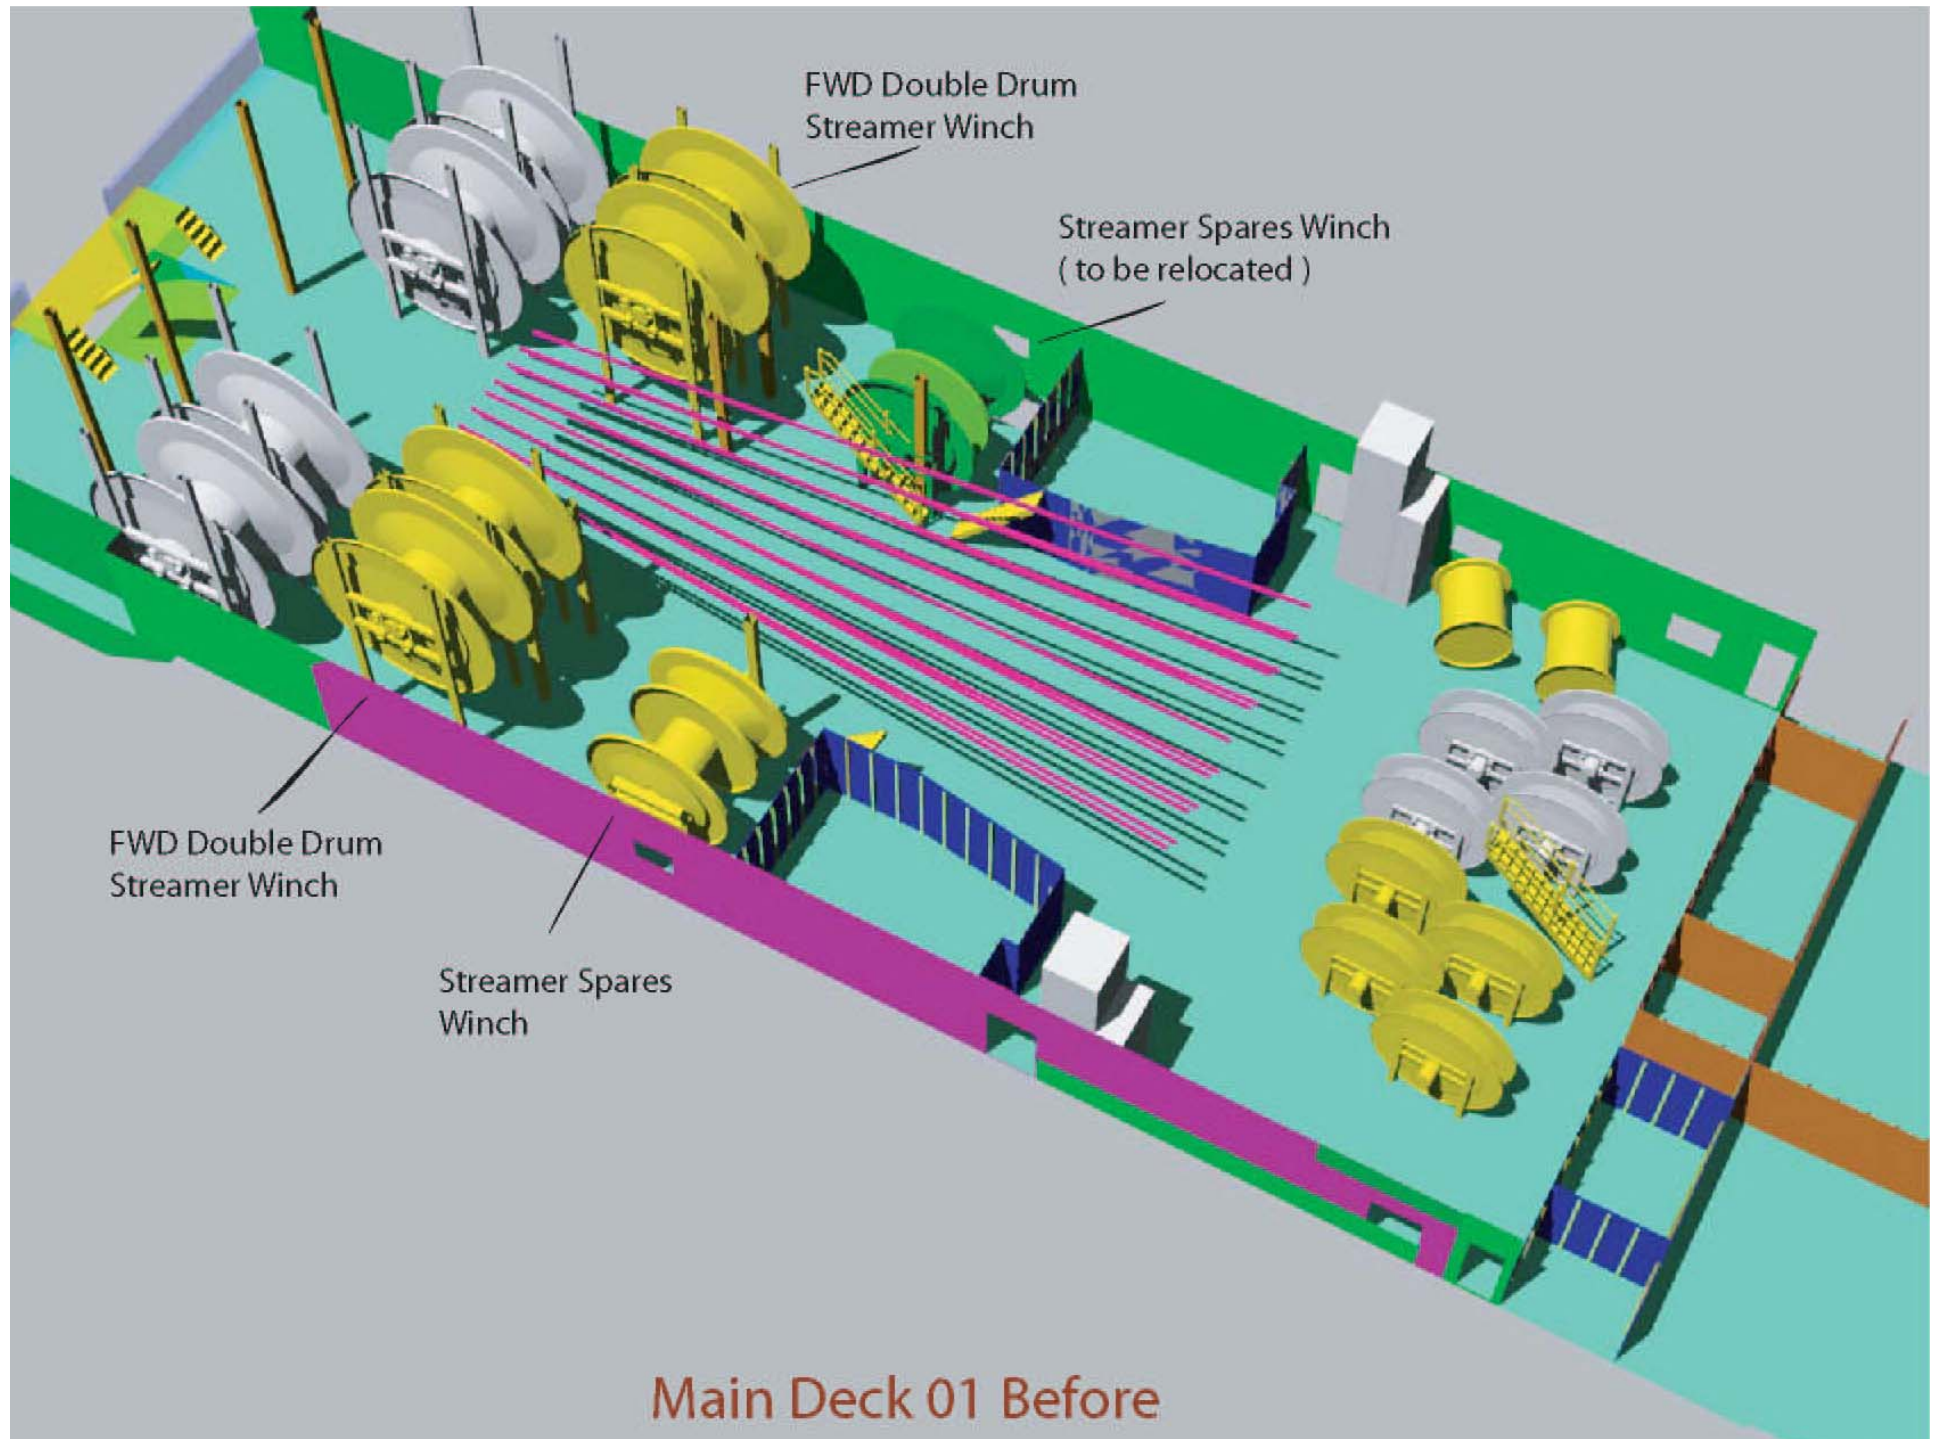 FWD Double Drum
Streamer Winch
Streamer Spares Winch
( to be relocated )
FWD Double Drum
Streamer Winch
Streamer Spares
Winch
Main Deck 01 Before